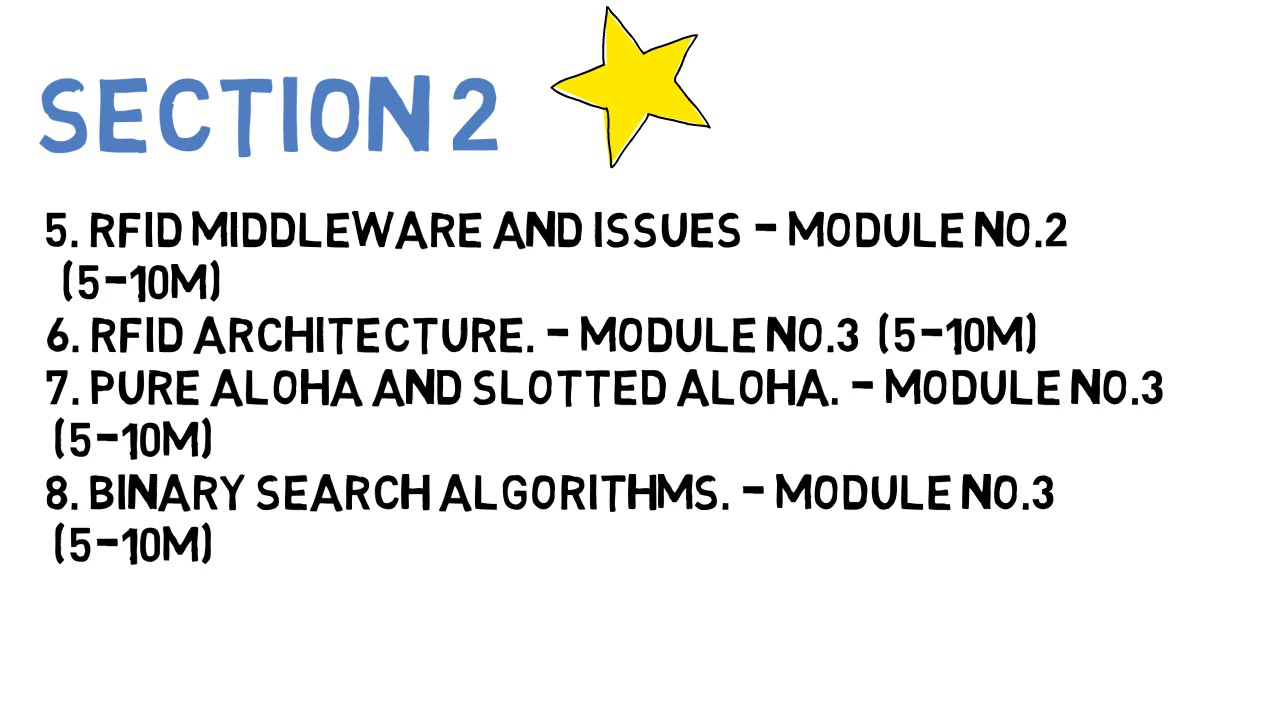 SECTION 2
5. RFID MIDDLEWARE AND ISSUES - MODULE NO.2
(5-10M)
6. RFID ARCHITECTURE. - MODULE NO.3 (5-10M)
7. PURE ALOHA AND SLOTTED ALOHA. - MODULE NO.3
(5-10M)
8. BINARY SEARCH ALGORITHMS. - MODULE NO.3
(5-10M)